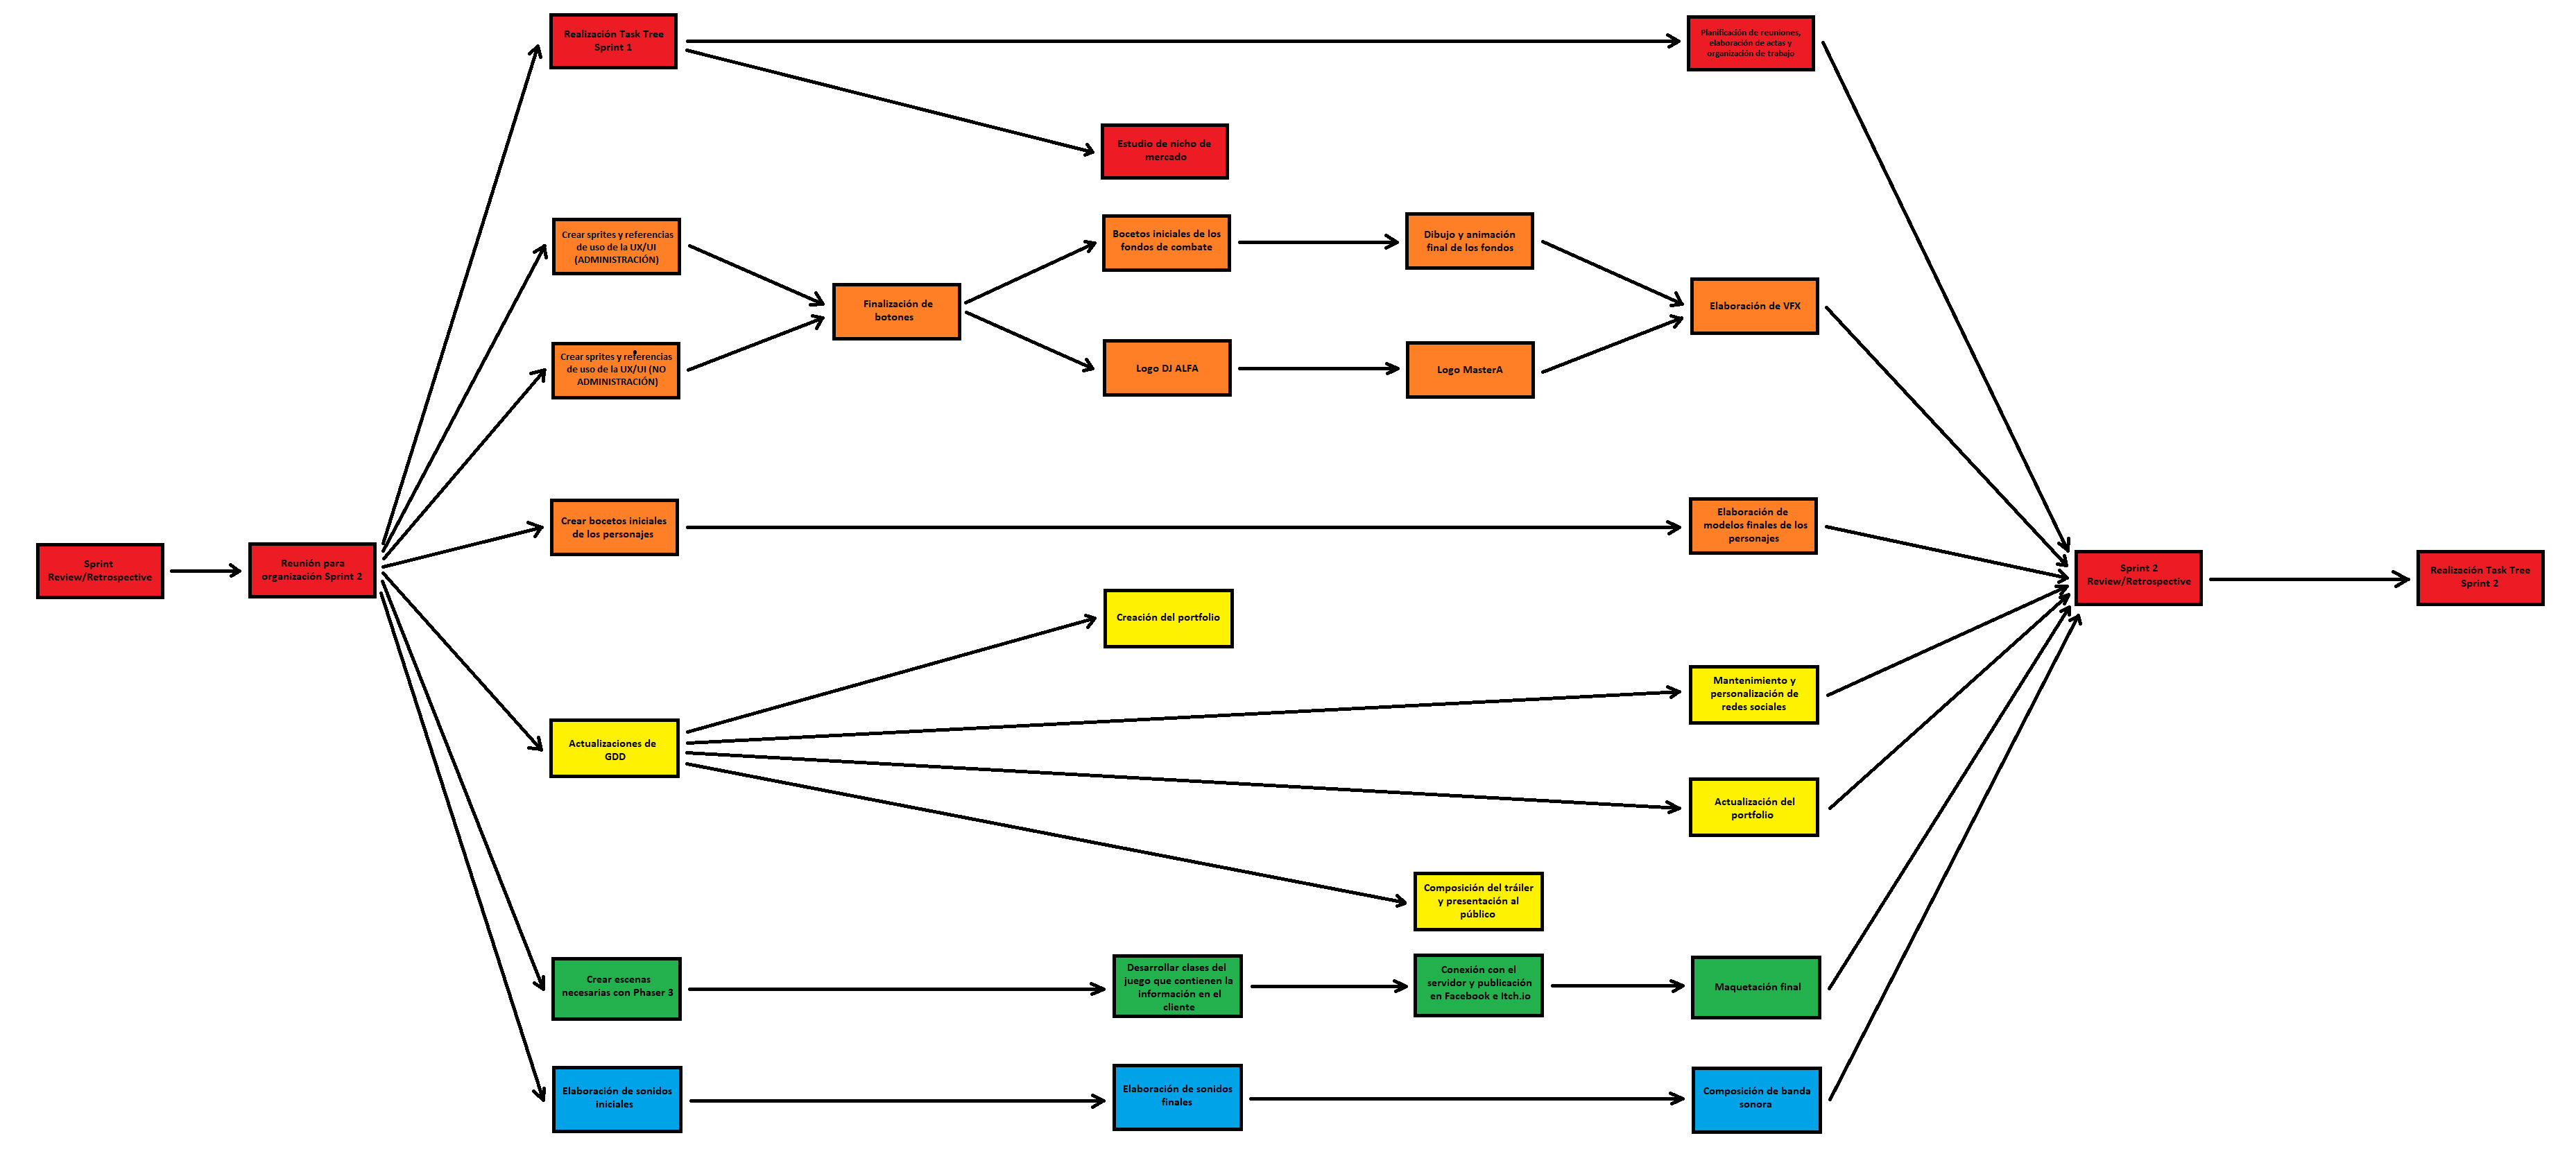 Realización Task Tree
Sprint 1
Planificación de reuniones,
elaboración de actas y
organización de trabajo
Estudio de nicho de
mercado
Crear sprites y referencias
de uso de la UX/UI
(ADMINISTRACIÓN)
Bocetos iniciales de los
fondos de combate
Dibujo y animación
final de los fondos
Finalización de
botones
Elaboración de VFX
Crear sprites y referencias
de uso de la UX/UI (NO
ADMINISTRACIÓN)
Logo DJ ALFA
Logo MasterA
Crear bocetos iniciales
de los personajes
Elaboración de
modelos finales de los
personajes
Sprint
Review/Retrospective
Reunión para
organización Sprint 2
Sprint 2
Review/Retrospective
Realización Task Tree
Sprint 2
Creación del portfolio
Mantenimiento y
personalización de
redes sociales
Actualizaciones de
GDD
Actualización del
portfolio
Composición del tráiler
y presentación al
público
Crear escenas
necesarias con Phaser 3
Desarrollar clases del
juego que contienen la
información en el
cliente
Conexión con el
servidor y publicación
en Facebook e Itch.io
Maquetación final
Elaboración de sonidos
iniciales
Elaboración de sonidos
finales
Composición de banda
sonora